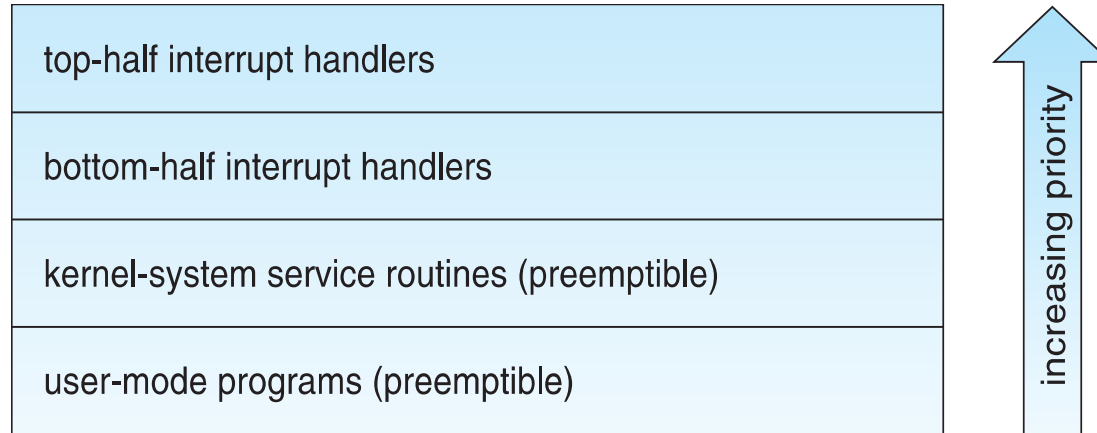 top-half interrupt handlers
bottom-half interrupt handlers
kernel-system service routines (preemptible)
user-mode programs (preemptible)
increasing priority